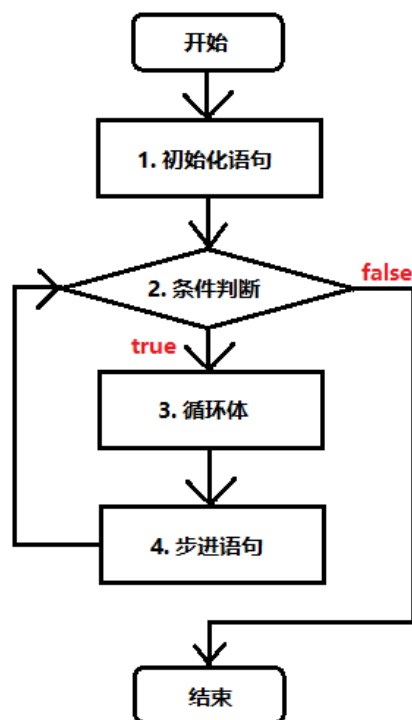 开始
1. 初始化语句
2. 条件判断
false
true
3. 循环体
4. 步进语句
结束